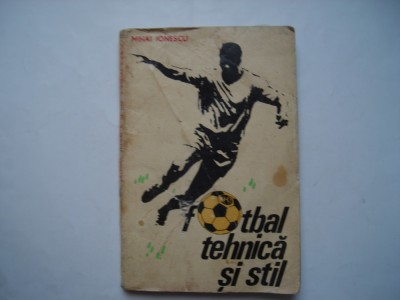 MIHAI IONESCU
fotbal
tehnică
și stil